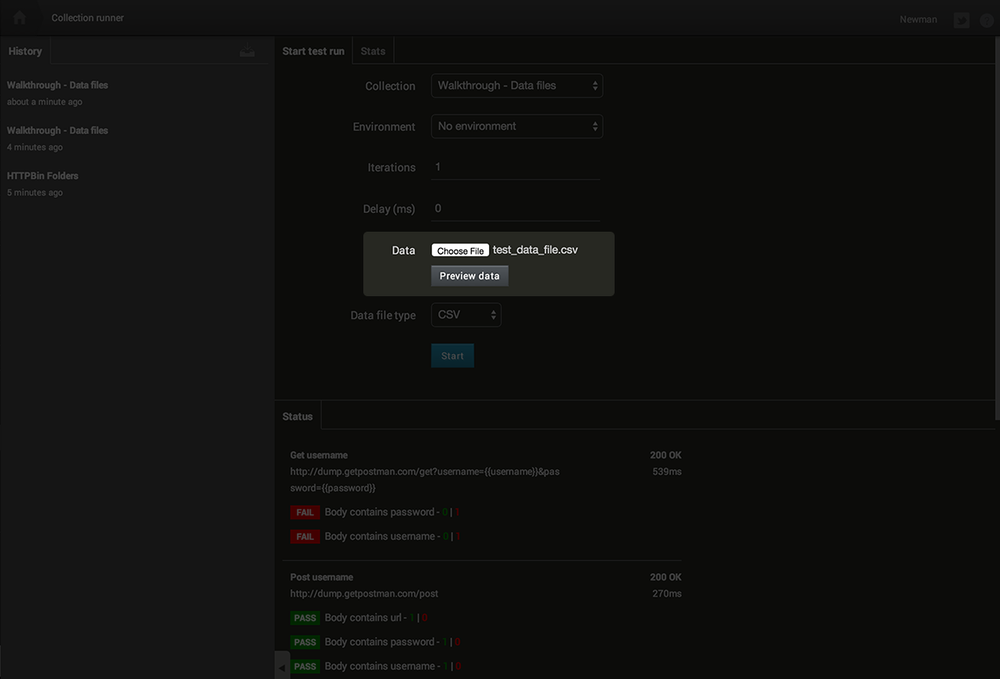 Collection runner
Newman
History
Walkthrough - Data files
about a minute ago
Walkthrough - Data files
4 minutes ago
HTTPBin Folders
5 minutes ago
Start test run
Stats
Collection Walkthrough - Data files
Environment No environment
Iterations 1
Delay (ms) 0
Data Choose File test_data_file.csv
Preview data
Data file type CSV
Start
Status
Get username 200 OK
http://dump.getpostman.com/get?username={{username}}&pas 539ms
sword={{password}}
FAIL Body contains password - 0 | 1
FAIL Body contains username - 0 | 1
Post username 200 OK
http://dump.getpostman.com/post 270ms
PASS Body contains url - 1 | 0
PASS Body contains password - 1 | 0
PASS Body contains username - 1 | 0